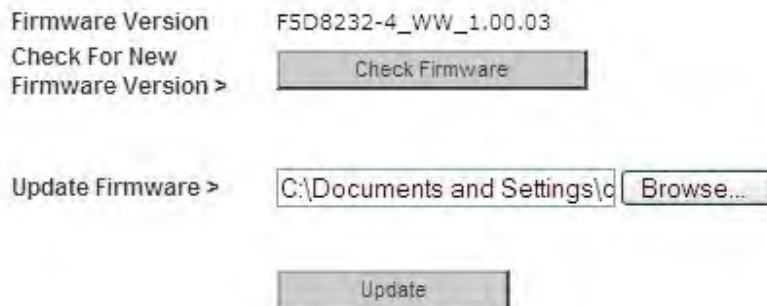 Firmware Version F5D8232-4_WW_1.00.03
Check For New
Firmware Version > Check Firmware
Update Firmware > C:\Documents and Settings\c Browse...
Update